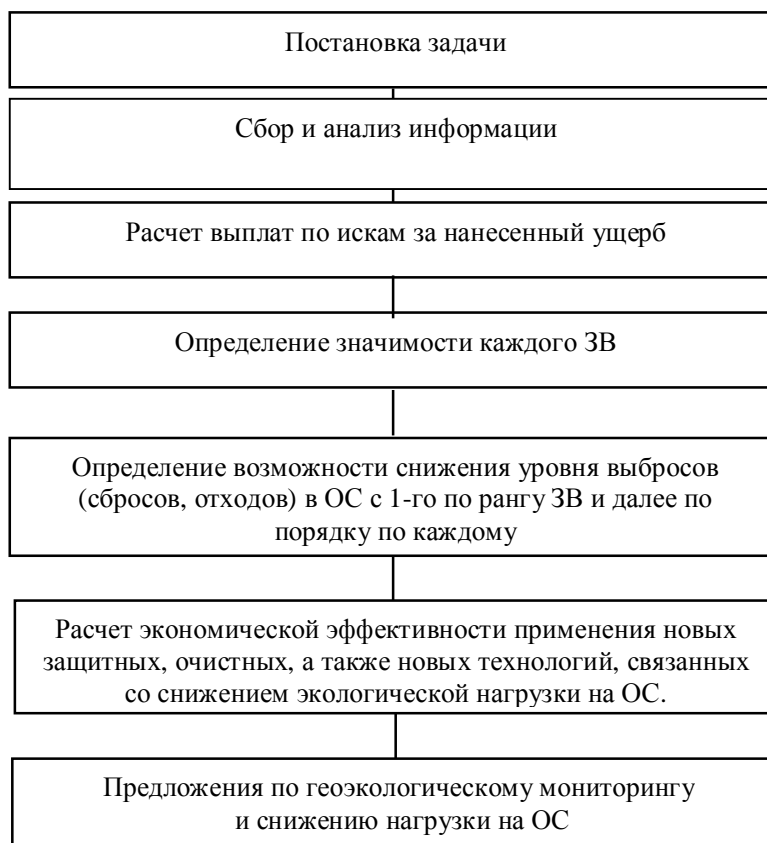 Постановка задачи
Сбор и анализ информации
Расчет выплат по искам за нанесенный ущерб
Определение значимости каждого ЗВ
Определение возможности снижения уровня выбросов
(сбросов, отходов) в ОС с 1-го по рангу ЗВ и далее по
порядку по каждому
Расчет экономической эффективности применения новых
защитных, очистных, а также новых технологий, связанных
со снижением экологической нагрузки на ОС.
Предложения по геоэкологическому мониторингу
и снижению нагрузки на ОС